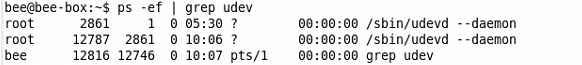 bee@bee-box:~$ ps -ef | grep udev
root 2861 1 0 05:30 ? 00:00:00 /sbin/udevd --daemon
root 12787 2861 0 10:06 ? 00:00:00 /sbin/udevd --daemon
bee 12816 12746 0 10:07 pts/1 00:00:00 grep udev